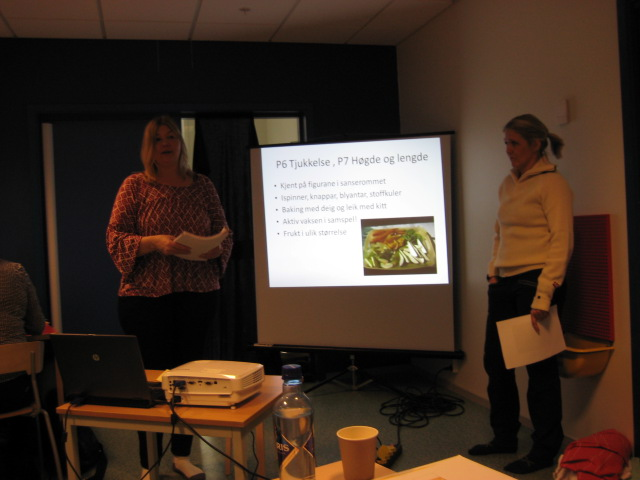 P6 Tjukkelse , P7 Høgde og lengde
• Kjent på figurane i sanserommet
• Ispinner, knappar, blyantar, stoffkuler
• Baking med deig og leik med kitt
• Aktiv vaksen i samspell
• Frukt i ulik størrelse